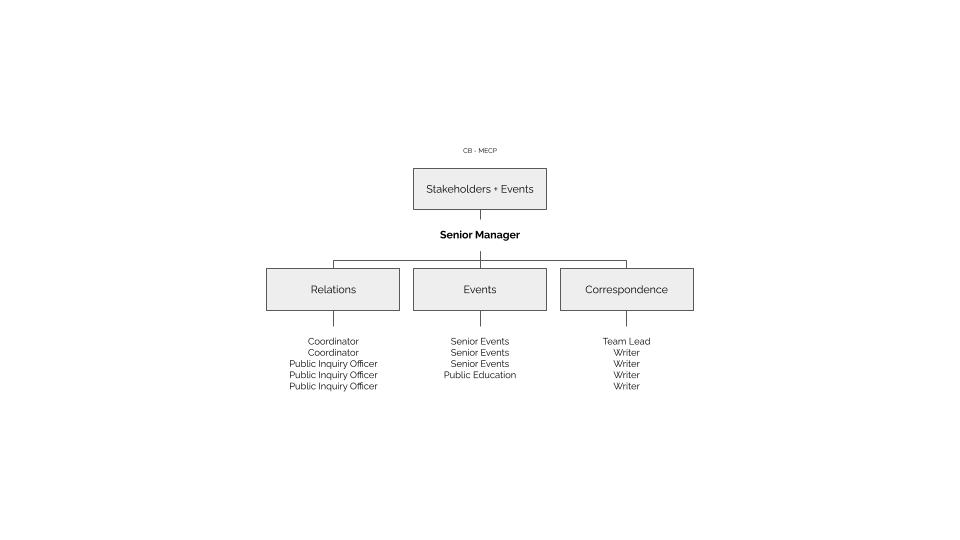 CB - MECP
Stakeholders + Events
Senior Manager
Relations
Events
Correspondence
Coordinator
Coordinator
Public Inquiry Officer
Public Inquiry Officer
Public Inquiry Officer
Senior Events
Senior Events
Senior Events
Public Education
Team Lead
Writer
Writer
Writer
Writer